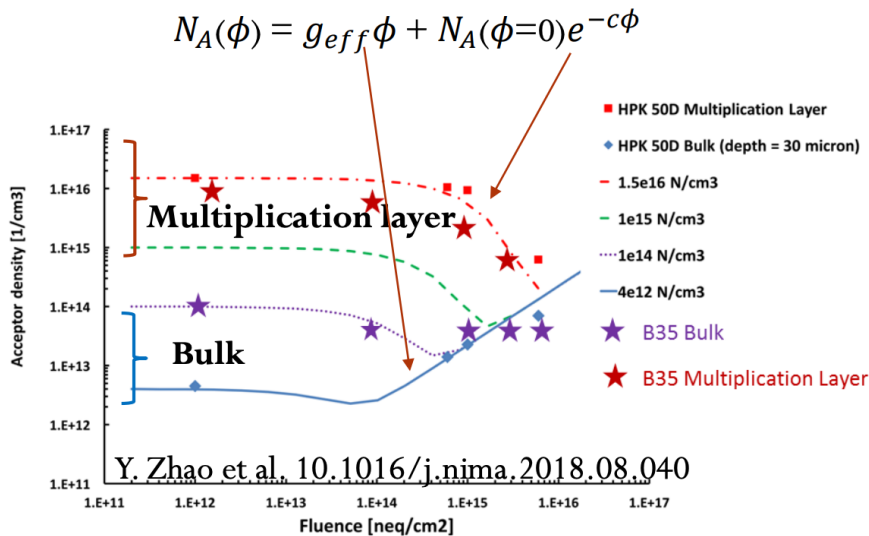 N_A(ϕ) = g_eff ϕ + N_A(ϕ=0)e^{-cϕ}
1.E+17
1.E+16
1.E+15
1.E+14
1.E+13
1.E+12
1.E+11
Acceptor density [1/cm3]
Multiplication layer
Bulk
Y. Zhao et al. 10.1016/j.nima.2018.08.040
1.E+11 1.E+12 1.E+13 1.E+14 1.E+15 1.E+16 1.E+17
Fluence [neq/cm2]
HPK 50D Multiplication Layer
HPK 50D Bulk (depth = 30 micron)
1.5e16 N/cm3
1e15 N/cm3
1e14 N/cm3
4e12 N/cm3
B35 Bulk
B35 Multiplication Layer